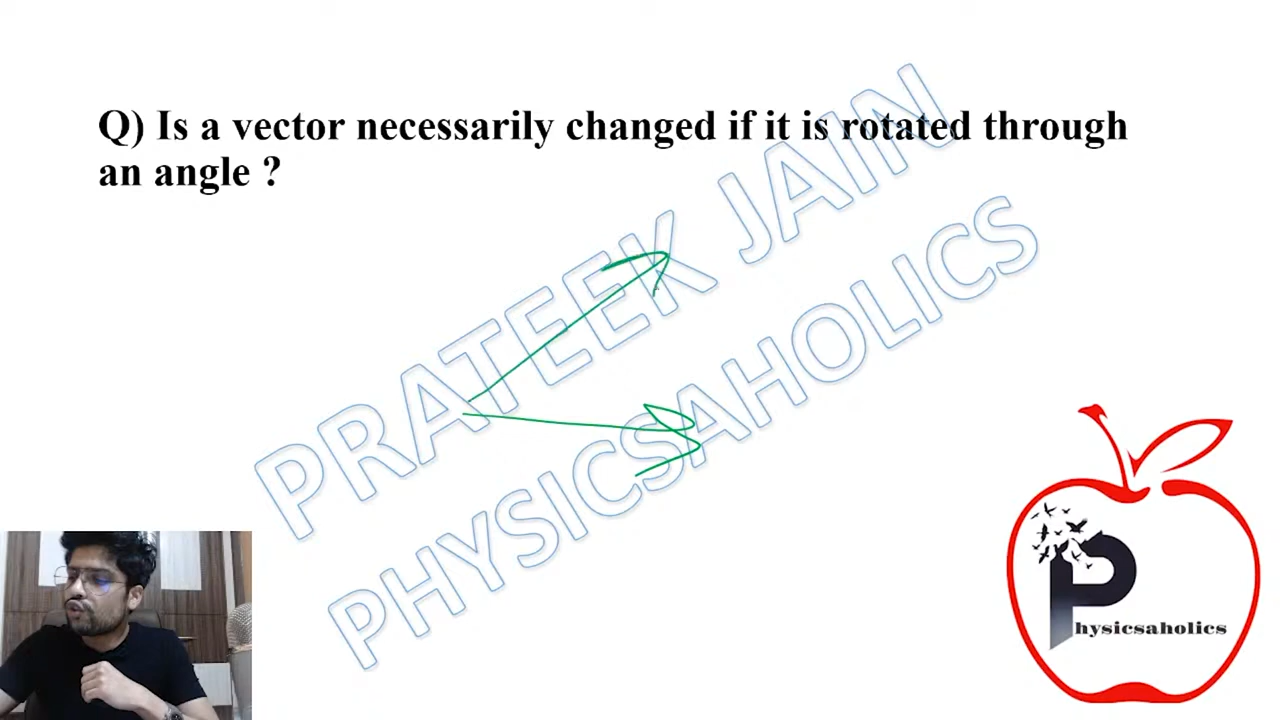 Q) Is a vector necessarily changed if it is rotated through
an angle ?
PRATEEK JAIN
PHYSICSAHOLICS
Physicsaholics